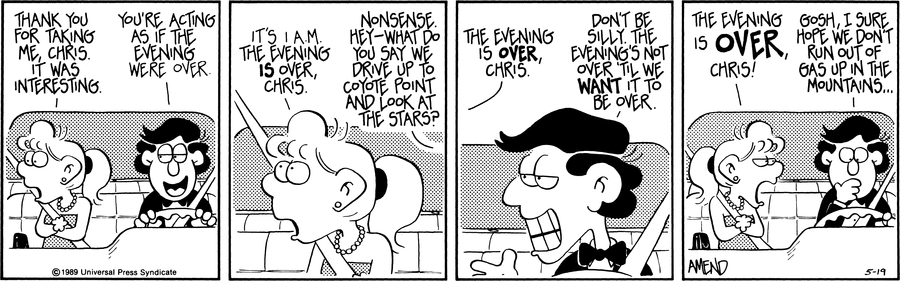 THANK YOU
FOR TAKING
ME, CHRIS.
IT WAS
INTERESTING.
YOU'RE ACTING
AS IF THE
EVENING
WERE OVER.
© 1989 Universal Press Syndicate
IT'S 1 A.M.
THE EVENING
IS OVER,
CHRIS.
NONSENSE.
HEY–WHAT DO
YOU SAY WE
DRIVE UP TO
COYOTE POINT
AND LOOK AT
THE STARS?
THE EVENING
IS OVER,
CHRIS.
DON'T BE
SILLY. THE
EVENING'S NOT
OVER 'TIL WE
WANT IT TO
BE OVER.
THE EVENING
IS OVER,
CHRIS!
GOSH, I SURE
HOPE WE DON'T
RUN OUT OF
GAS UP IN THE
MOUNTAINS...
AMEND
5-19